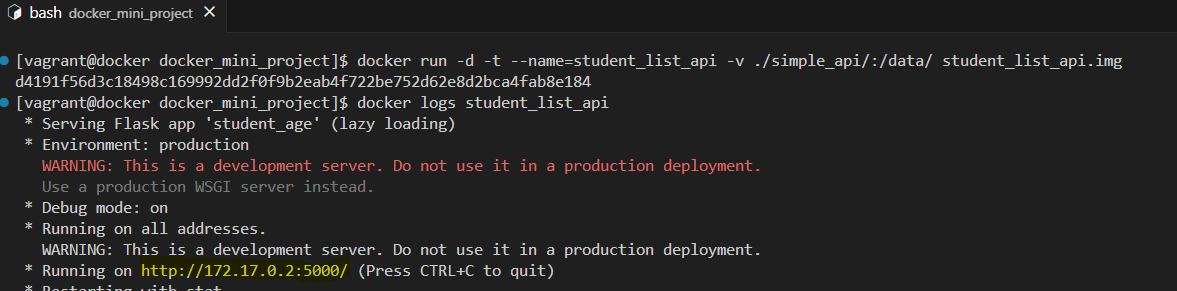 bash docker_mini_project ✕
[vagrant@docker docker_mini_project]$ docker run -d -t --name=student_list_api -v ./simple_api/:/data/ student_list_api.img
d4191f56d3c18498c169992dd2f0f9b2eab4f722be752d62e8d2bca4fab8e184
[vagrant@docker docker_mini_project]$ docker logs student_list_api
* Serving Flask app 'student_age' (lazy loading)
* Environment: production
WARNING: This is a development server. Do not use it in a production deployment.
Use a production WSGI server instead.
* Debug mode: on
* Running on all addresses.
WARNING: This is a development server. Do not use it in a production deployment.
* Running on http://172.17.0.2:5000/ (Press CTRL+C to quit)
* Restarting with stat